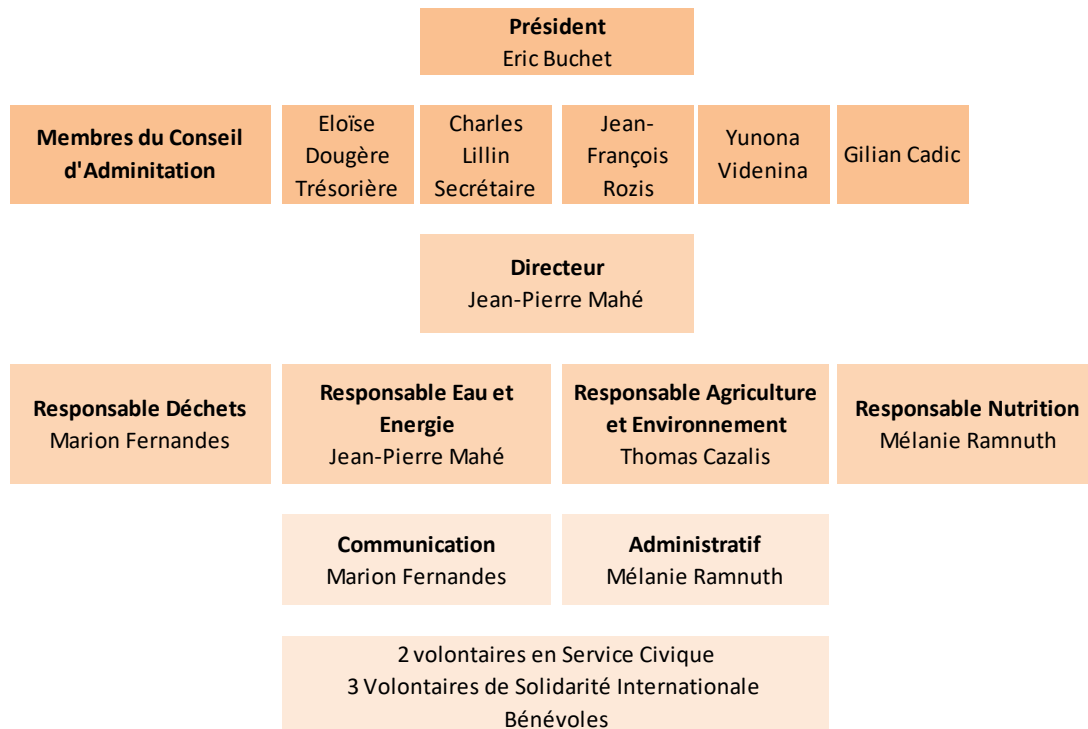 Président
Eric Buchet
Membres du Conseil
d'Adminitation
Eloïse
Dougère
Trésorière
Charles
Lillin
Secrétaire
Jean-
François
Rozis
Yunona
Videnina
Gilian Cadic
Directeur
Jean-Pierre Mahé
Responsable Déchets
Marion Fernandes
Responsable Eau et
Energie
Jean-Pierre Mahé
Responsable Agriculture
et Environnement
Thomas Cazalis
Responsable Nutrition
Mélanie Ramnuth
Communication
Marion Fernandes
Administratif
Mélanie Ramnuth
2 volontaires en Service Civique
3 Volontaires de Solidarité Internationale
Bénévoles